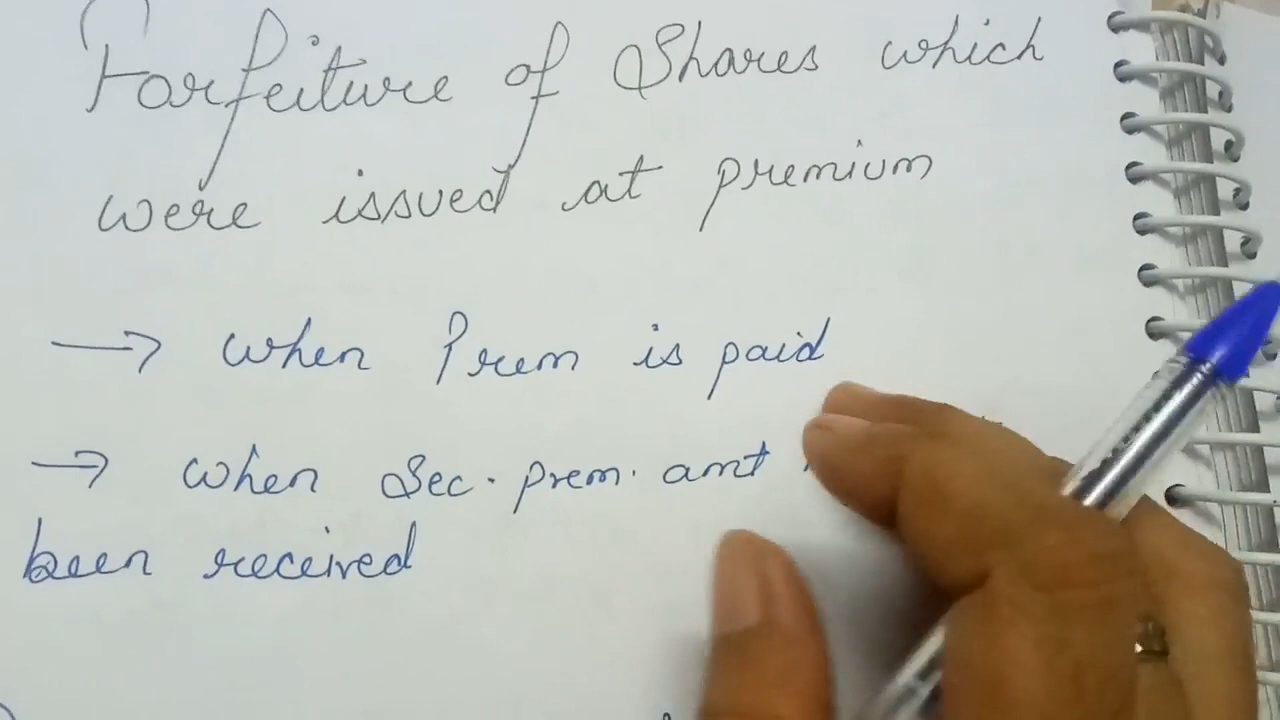 Forfeiture of Shares which
were issued at premium
→ when Prem is paid
→ when Sec. prem. amt
been received